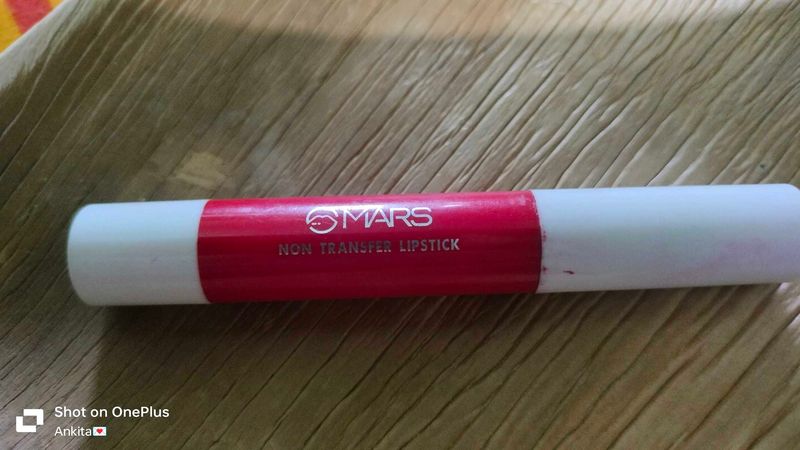 MARS
NON TRANSFER LIPSTICK
Shot on OnePlus
Ankita💌